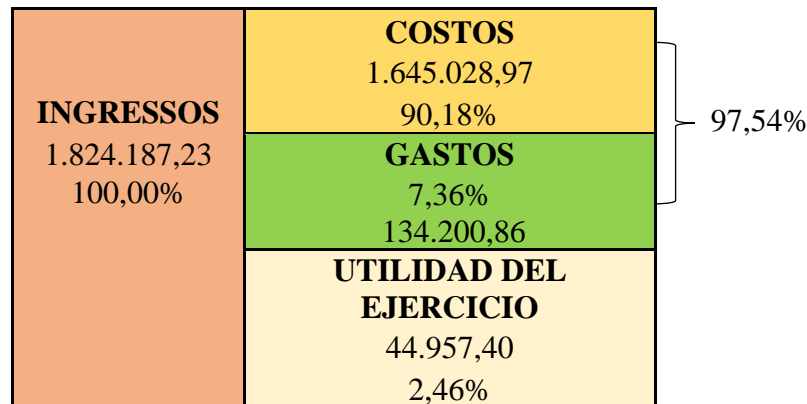 INGRESSOS
1.824.187,23
100,00%
COSTOS
1.645.028,97
90,18%
GASTOS
7,36%
134.200,86
UTILIDAD DEL
EJERCICIO
44.957,40
2,46%
97,54%